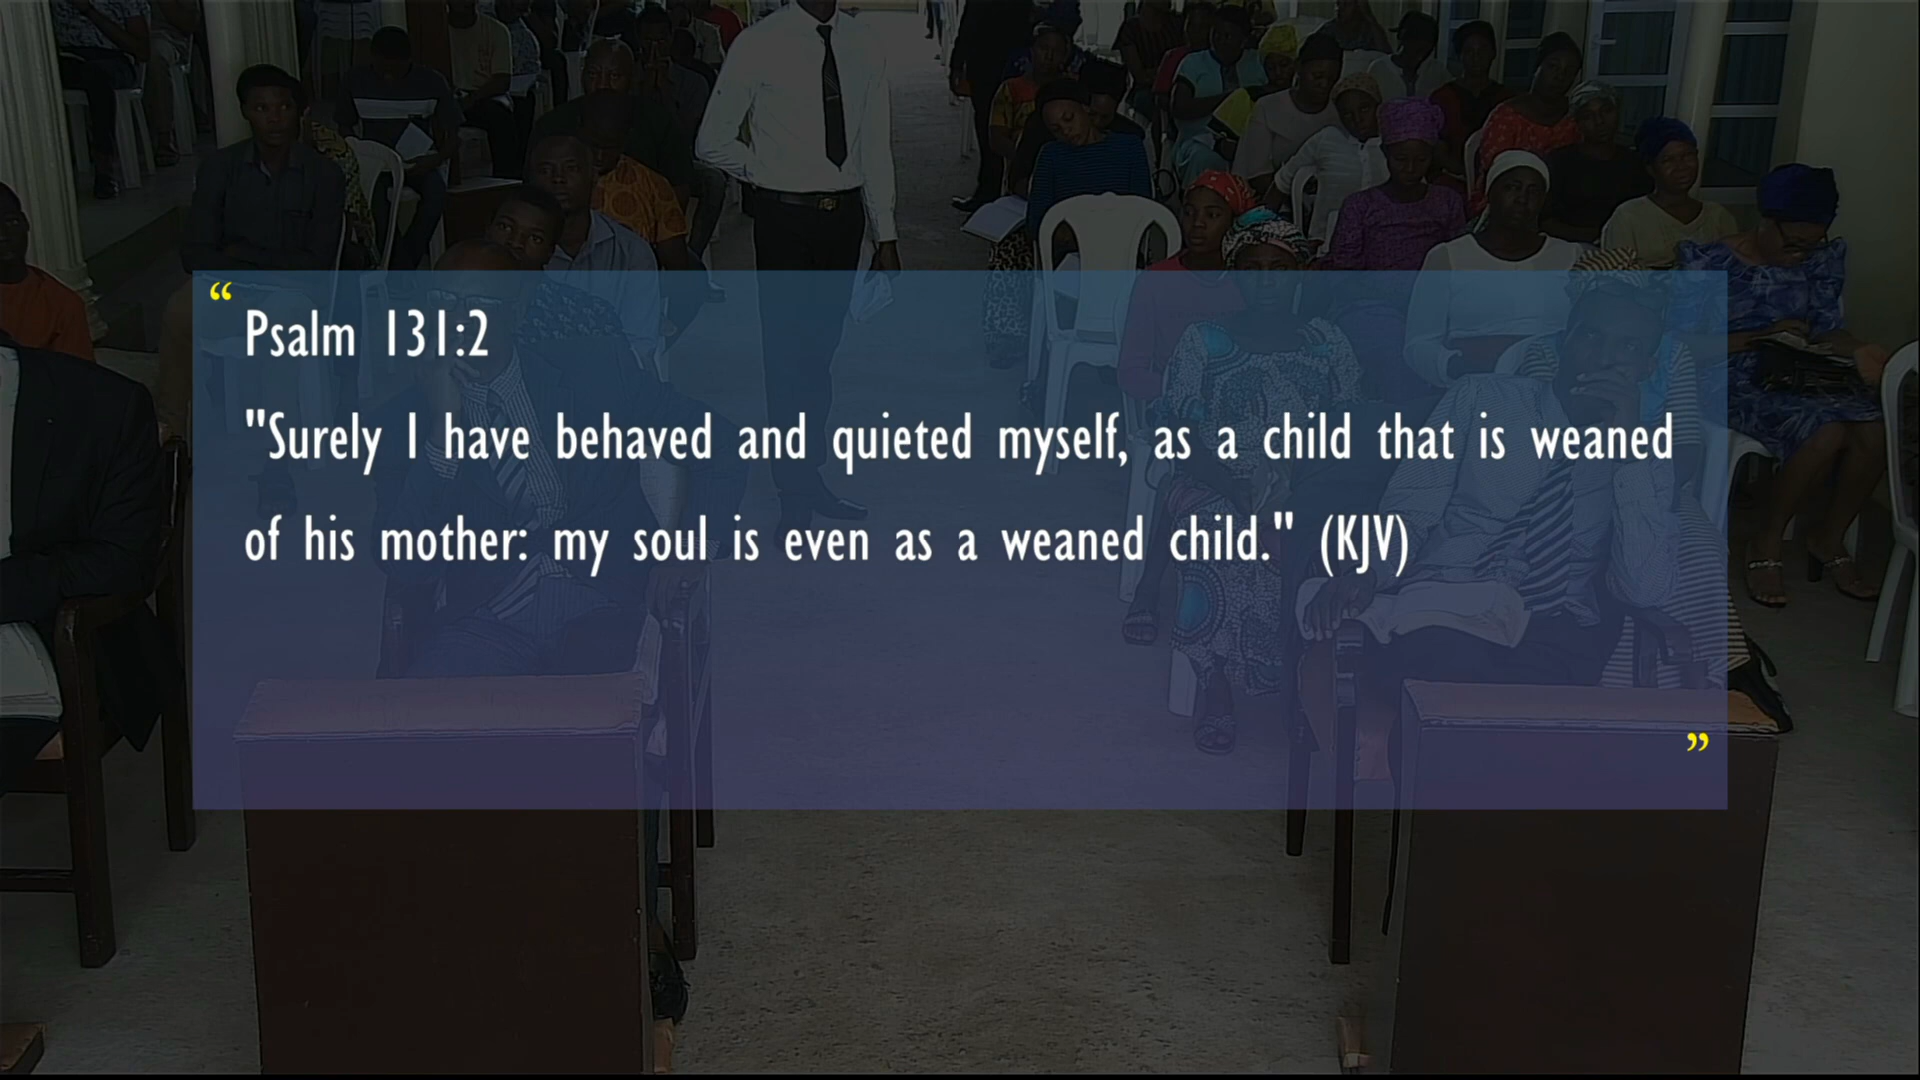 “
Psalm 131:2
"Surely I have behaved and quieted myself, as a child that is weaned
of his mother: my soul is even as a weaned child." (KJV)
”